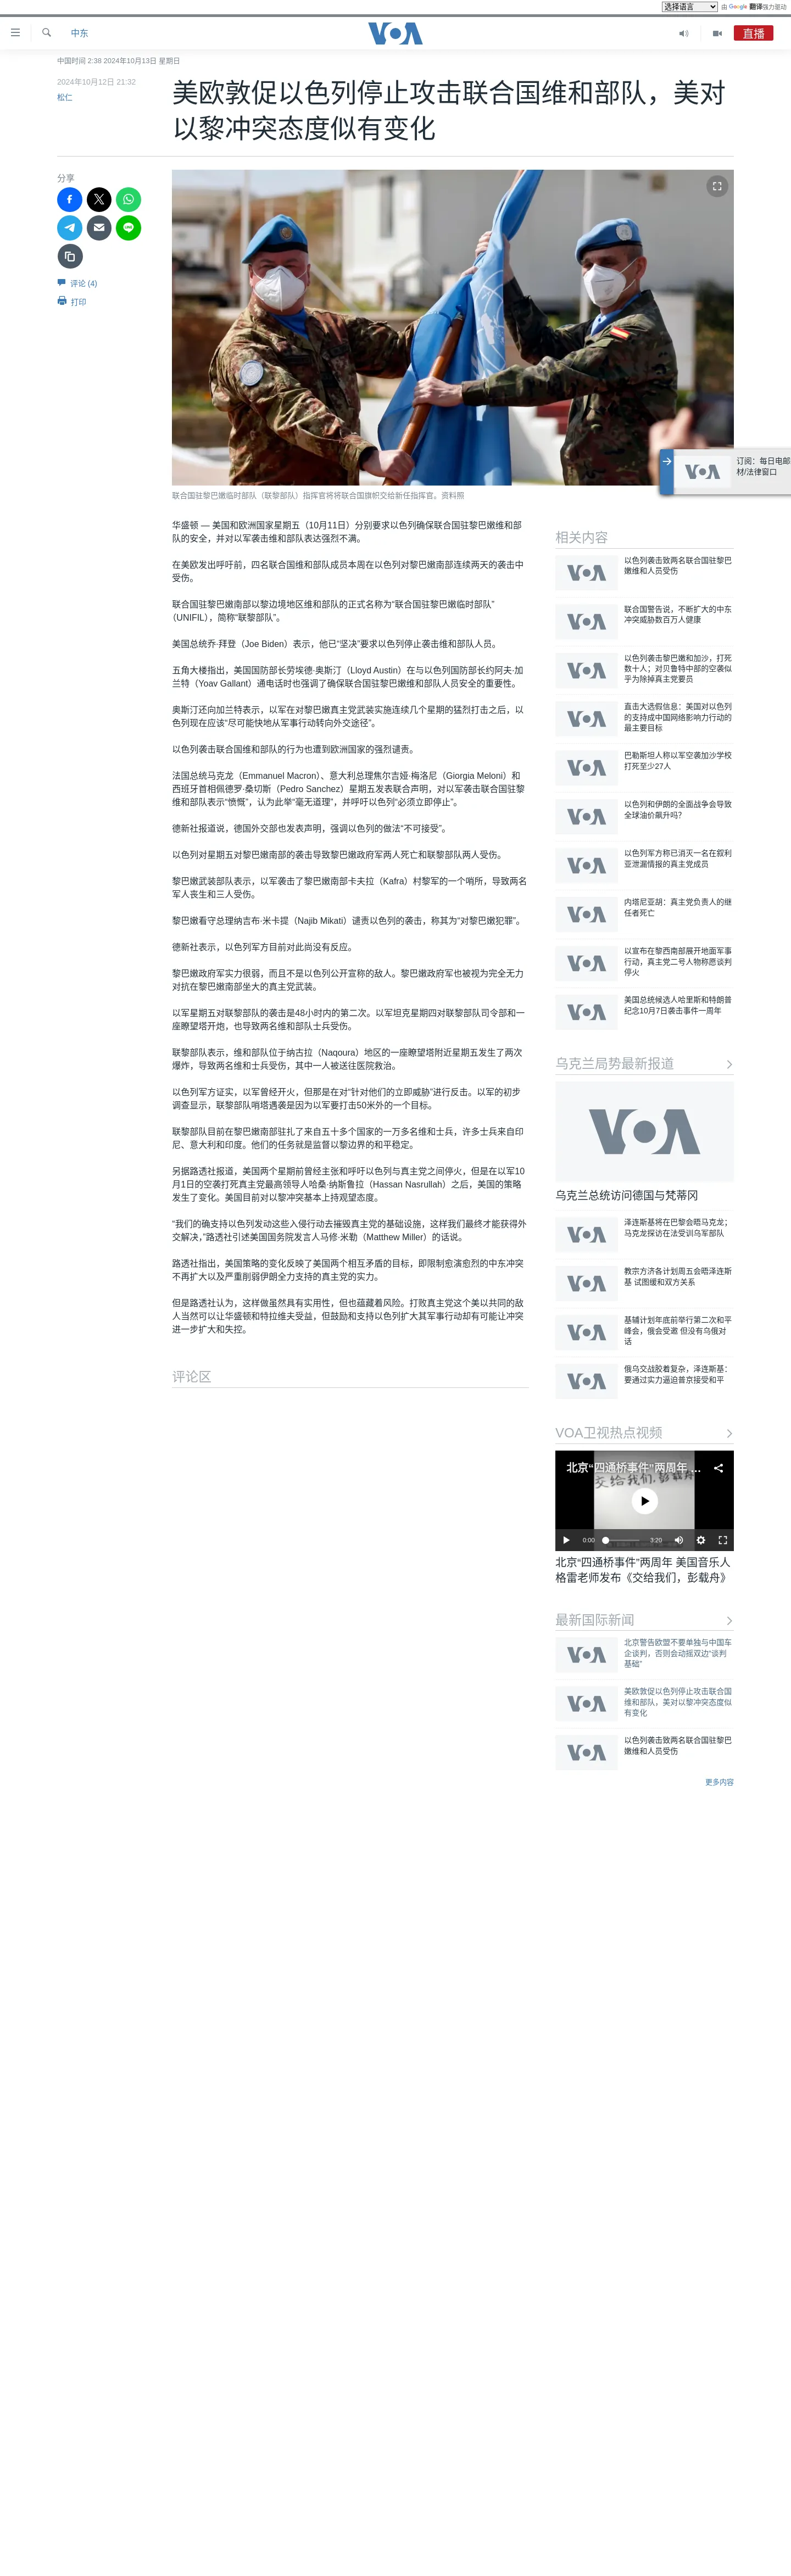 选择语言
由 Google 翻译强力驱动
中东
VOA
直播
中国时间 2:38 2024年10月13日 星期日
2024年10月12日 21:32
松仁
美欧敦促以色列停止攻击联合国维和部队，美对
以黎冲突态度似有变化
分享
评论 (4)
打印
联合国驻黎巴嫩临时部队（联黎部队）指挥官将将联合国旗帜交给新任指挥官。资料照
VOA
订阅：每日电邮
材/法律窗口
华盛顿 — 美国和欧洲国家星期五（10月11日）分别要求以色列确保联合国驻黎巴嫩维和部
队的安全，并对以军袭击维和部队表达强烈不满。
在美欧发出呼吁前，四名联合国维和部队成员本周在以色列对黎巴嫩南部连续两天的袭击中
受伤。
联合国驻黎巴嫩南部以黎边境地区维和部队的正式名称为“联合国驻黎巴嫩临时部队”
（UNIFIL），简称“联黎部队”。
美国总统乔·拜登（Joe Biden）表示，他已“坚决”要求以色列停止袭击维和部队人员。
五角大楼指出，美国国防部长劳埃德·奥斯汀（Lloyd Austin）在与以色列国防部长约阿夫·加
兰特（Yoav Gallant）通电话时也强调了确保联合国驻黎巴嫩维和部队人员安全的重要性。
奥斯汀还向加兰特表示，以军在对黎巴嫩真主党武装实施连续几个星期的猛烈打击之后，以
色列现在应该“尽可能快地从军事行动转向外交途径”。
以色列袭击联合国维和部队的行为也遭到欧洲国家的强烈谴责。
法国总统马克龙（Emmanuel Macron）、意大利总理焦尔吉娅·梅洛尼（Giorgia Meloni）和
西班牙首相佩德罗·桑切斯（Pedro Sanchez）星期五发表联合声明，对以军袭击联合国驻黎
维和部队表示“愤慨”，认为此举“毫无道理”，并呼吁以色列“必须立即停止”。
德新社报道说，德国外交部也发表声明，强调以色列的做法“不可接受”。
以色列对星期五对黎巴嫩南部的袭击导致黎巴嫩政府军两人死亡和联黎部队两人受伤。
黎巴嫩武装部队表示，以军袭击了黎巴嫩南部卡夫拉（Kafra）村黎军的一个哨所，导致两名
军人丧生和三人受伤。
黎巴嫩看守总理纳吉布·米卡提（Najib Mikati）谴责以色列的袭击，称其为“对黎巴嫩犯罪”。
德新社表示，以色列军方目前对此尚没有反应。
黎巴嫩政府军实力很弱，而且不是以色列公开宣称的敌人。黎巴嫩政府军也被视为完全无力
对抗在黎巴嫩南部坐大的真主党武装。
以军星期五对联黎部队的袭击是48小时内的第二次。以军坦克星期四对联黎部队司令部和一
座瞭望塔开炮，也导致两名维和部队士兵受伤。
联黎部队表示，维和部队位于纳古拉（Naqoura）地区的一座瞭望塔附近星期五发生了两次
爆炸，导致两名维和士兵受伤，其中一人被送往医院救治。
以色列军方证实，以军曾经开火，但那是在对“针对他们的立即威胁”进行反击。以军的初步
调查显示，联黎部队哨塔遇袭是因为以军要打击50米外的一个目标。
联黎部队目前在黎巴嫩南部驻扎了来自五十多个国家的一万多名维和士兵，许多士兵来自印
尼、意大利和印度。他们的任务就是监督以黎边界的和平稳定。
另据路透社报道，美国两个星期前曾经主张和呼吁以色列与真主党之间停火，但是在以军10
月1日的空袭打死真主党最高领导人哈桑·纳斯鲁拉（Hassan Nasrullah）之后，美国的策略
发生了变化。美国目前对以黎冲突基本上持观望态度。
“我们的确支持以色列发动这些入侵行动去摧毁真主党的基础设施，这样我们最终才能获得外
交解决，”路透社引述美国国务院发言人马修·米勒（Matthew Miller）的话说。
路透社指出，美国策略的变化反映了美国两个相互矛盾的目标，即限制愈演愈烈的中东冲突
不再扩大以及严重削弱伊朗全力支持的真主党的实力。
但是路透社认为，这样做虽然具有实用性，但也蕴藏着风险。打败真主党这个美以共同的敌
人当然可以让华盛顿和特拉维夫受益，但鼓励和支持以色列扩大其军事行动却有可能让冲突
进一步扩大和失控。
评论区
相关内容
VOA
以色列袭击致两名联合国驻黎巴
嫩维和人员受伤
VOA
联合国警告说，不断扩大的中东
冲突威胁数百万人健康
VOA
以色列袭击黎巴嫩和加沙，打死
数十人；对贝鲁特中部的空袭似
乎为除掉真主党要员
VOA
直击大选假信息：美国对以色列
的支持成中国网络影响力行动的
最主要目标
VOA
巴勒斯坦人称以军空袭加沙学校
打死至少27人
VOA
以色列和伊朗的全面战争会导致
全球油价飙升吗？
VOA
以色列军方称已消灭一名在叙利
亚泄漏情报的真主党成员
VOA
内塔尼亚胡：真主党负责人的继
任者死亡
VOA
以宣布在黎西南部展开地面军事
行动，真主党二号人物称愿谈判
停火
VOA
美国总统候选人哈里斯和特朗普
纪念10月7日袭击事件一周年
乌克兰局势最新报道
VOA
乌克兰总统访问德国与梵蒂冈
VOA
泽连斯基将在巴黎会晤马克龙；
马克龙探访在法受训乌军部队
VOA
教宗方济各计划周五会晤泽连斯
基 试图缓和双方关系
VOA
基辅计划年底前举行第二次和平
峰会，俄会受邀 但没有乌俄对
话
VOA
俄乌交战胶着复杂，泽连斯基：
要通过实力逼迫普京接受和平
VOA卫视热点视频
北京“四通桥事件”两周年 ...
交给我们，彭载舟
0:00
3:20
北京“四通桥事件”两周年 美国音乐人
格雷老师发布《交给我们，彭载舟》
最新国际新闻
VOA
北京警告欧盟不要单独与中国车
企谈判，否则会动摇双边“谈判
基础”
VOA
美欧敦促以色列停止攻击联合国
维和部队，美对以黎冲突态度似
有变化
VOA
以色列袭击致两名联合国驻黎巴
嫩维和人员受伤
更多内容